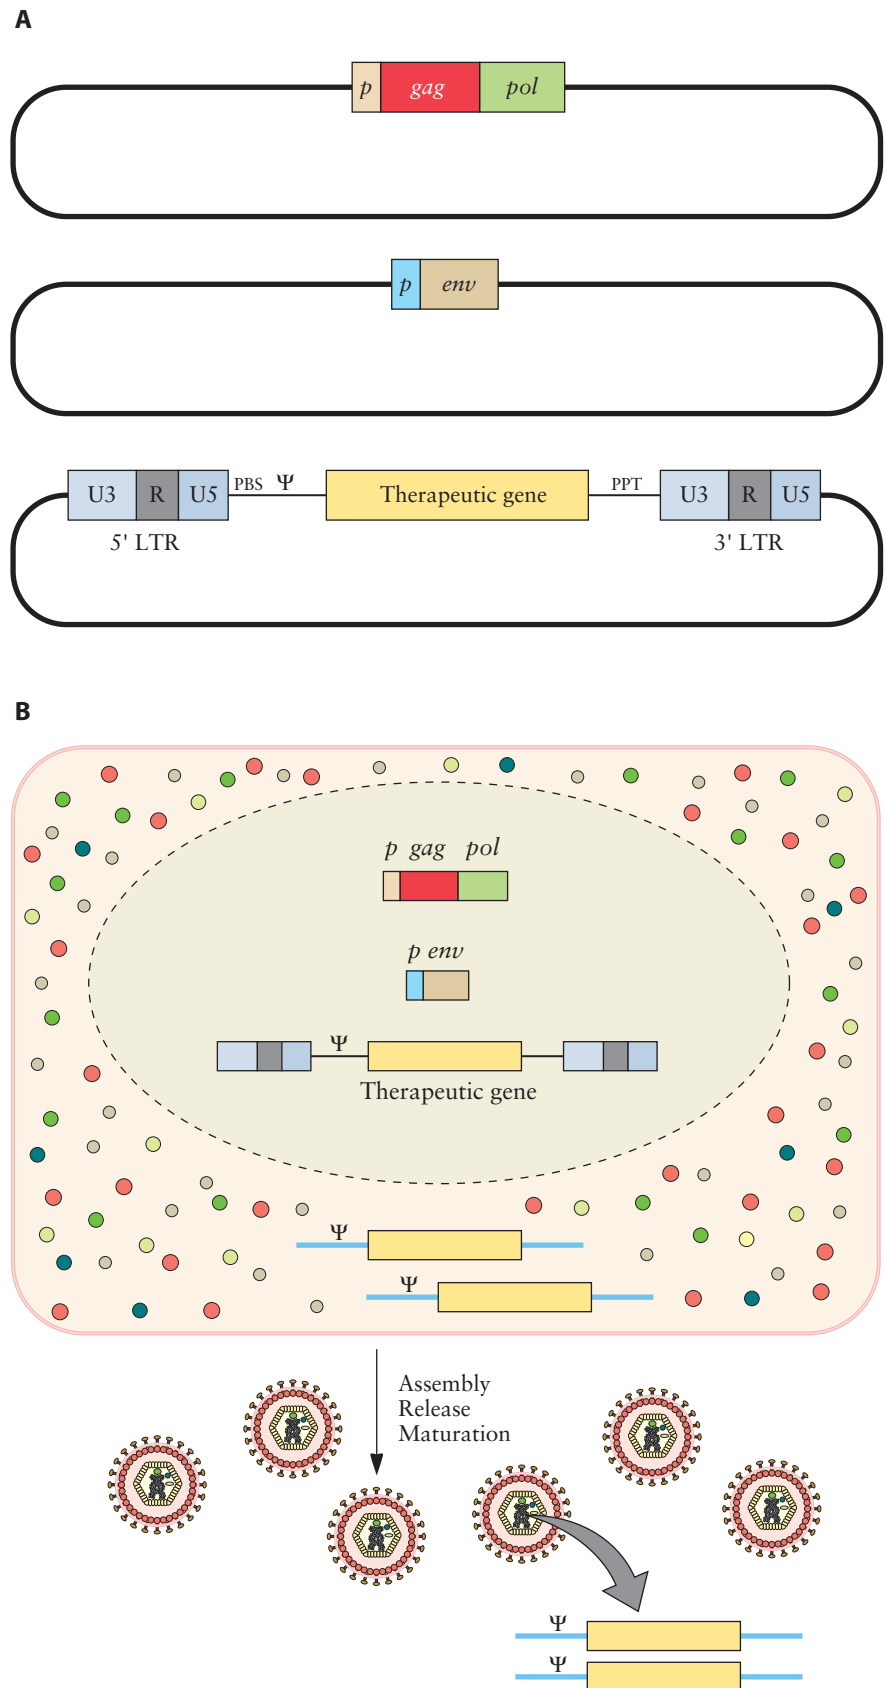 A
p gag pol
p env
U3 R U5 PBS Ψ Therapeutic gene PPT U3 R U5
5' LTR 3' LTR
B
p gag pol
p env
Ψ
Therapeutic gene
Ψ
Ψ
Assembly
Release
Maturation
Ψ
Ψ